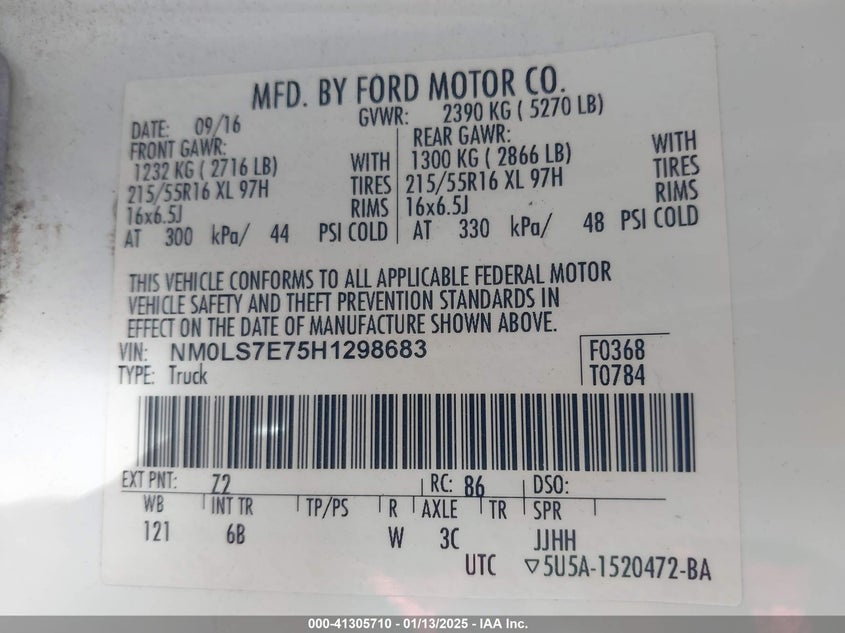 MFD. BY FORD MOTOR CO.
DATE: 09/16 GVWR: 2390 KG ( 5270 LB)
FRONT GAWR: REAR GAWR:
1232 KG ( 2716 LB) WITH 1300 KG ( 2866 LB) WITH
215/55R16 XL 97H TIRES 215/55R16 XL 97H TIRES
16x6.5J RIMS 16x6.5J RIMS
AT 300 kPa/ 44 PSI COLD AT 330 kPa/ 48 PSI COLD
THIS VEHICLE CONFORMS TO ALL APPLICABLE FEDERAL MOTOR
VEHICLE SAFETY AND THEFT PREVENTION STANDARDS IN
EFFECT ON THE DATE OF MANUFACTURE SHOWN ABOVE.
VIN: NM0LS7E75H1298683 F0368
TYPE: Truck T0784
EXT PNT: Z2 RC: 86 DSO:
WB INT TR TP/PS R AXLE TR SPR
121 6B W 3C JJHH
UTC ▽5U5A-1520472-BA
000-41305710 - 01/13/2025 - IAA Inc.